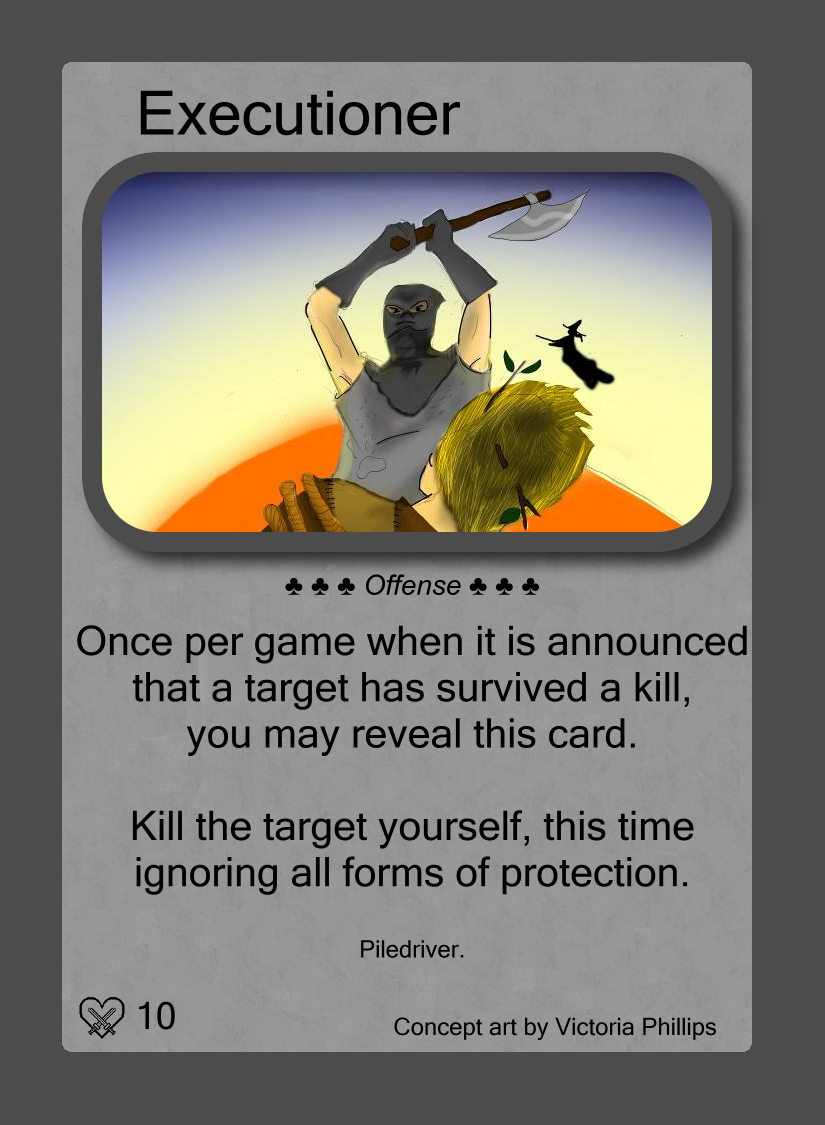 Executioner
♣ ♣ ♣ Offense ♣ ♣ ♣
Once per game when it is announced
that a target has survived a kill,
you may reveal this card.
Kill the target yourself, this time
ignoring all forms of protection.
Piledriver.
10
Concept art by Victoria Phillips